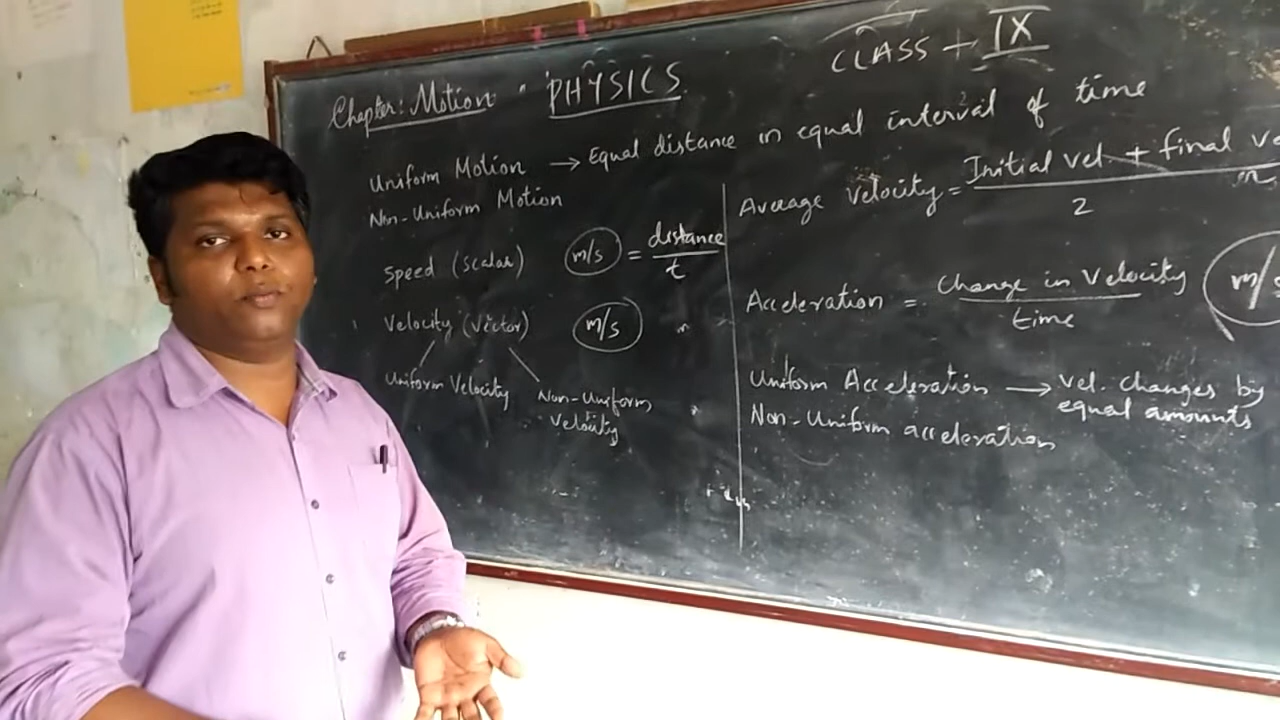 Chapter: Motion
PHYSICS
CLASS - IX
Uniform Motion → Equal distance in equal interval of time
Non-Uniform Motion
Speed (Scalar) m/s = distance
t
Velocity (Vector) m/s
Uniform Velocity
Non-Uniform
Velocity
Average Velocity = Initial vel + final ve
2
Acceleration = Change in Velocity
time
m/s
Uniform Acceleration → vel. changes by
equal amounts
Non-Uniform acceleration